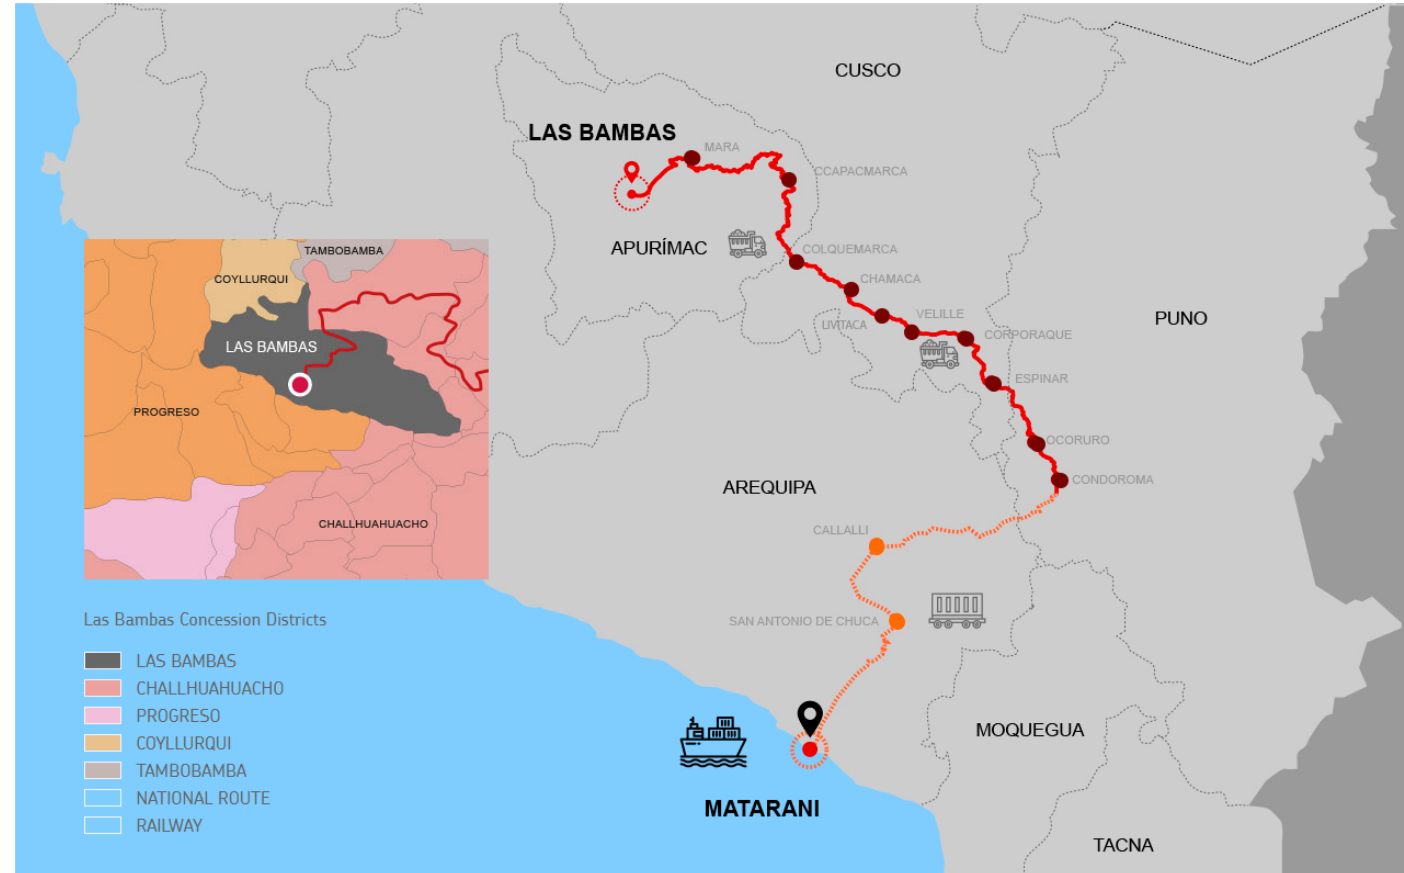 CUSCO
LAS BAMBAS
MARA
CCAPACMARCA
APURÍMAC
COLQUEMARCA
CHAMACA
LIVITACA
VELILLE
CORPORAQUE
PUNO
ESPINAR
OCORURO
CONDOROMA
AREQUIPA
CALLALLI
SAN ANTONIO DE CHUCA
MOQUEGUA
MATARANI
TACNA
TAMBOBAMBA
COYLLURQUI
LAS BAMBAS
PROGRESO
CHALLHUAHUACHO
Las Bambas Concession Districts
LAS BAMBAS
CHALLHUAHUACHO
PROGRESO
COYLLURQUI
TAMBOBAMBA
NATIONAL ROUTE
RAILWAY